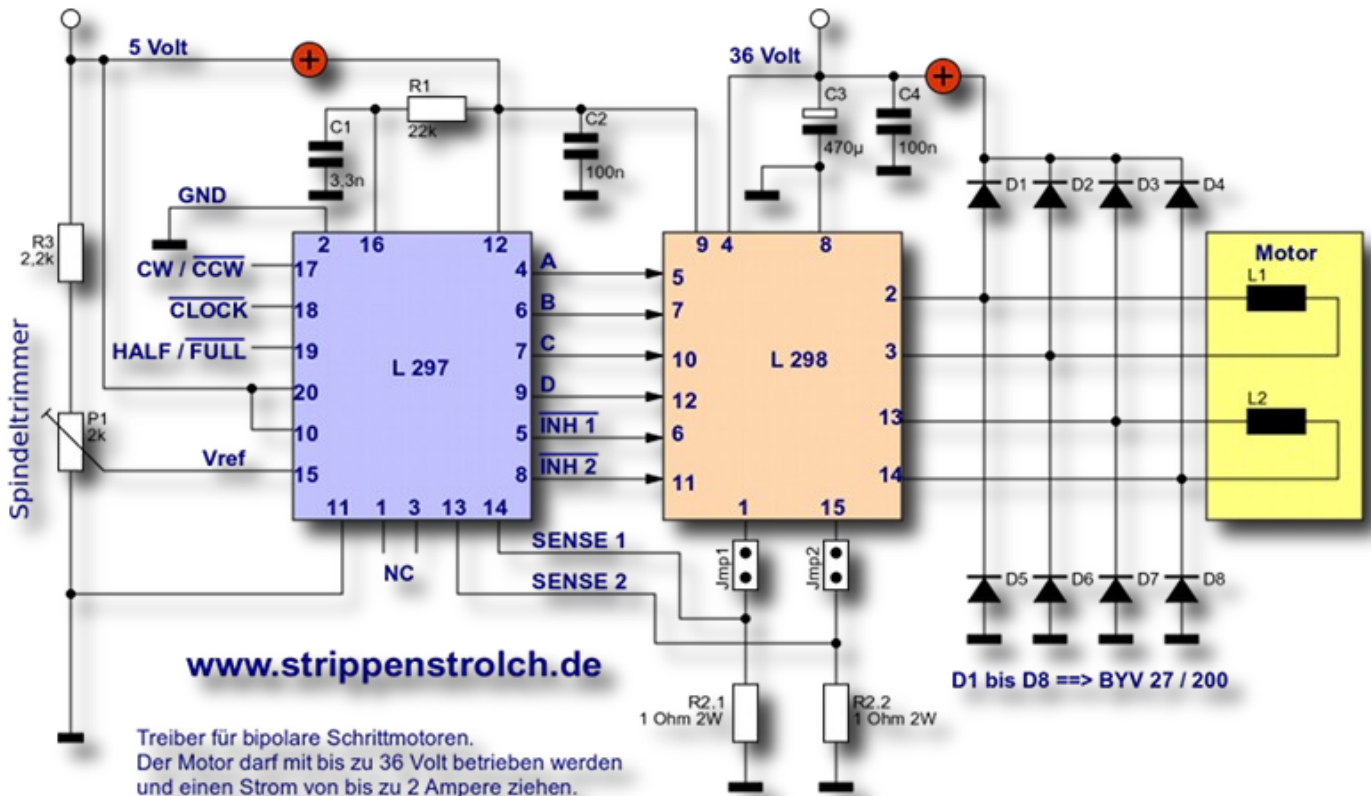 5 Volt
36 Volt
R1
22k
C1
3,3n
C2
100n
C3
470µ
C4
100n
D1
D2
D3
D4
GND
R3
2,2k
2
16
12
9
4
8
Motor
CW / CCW
17
CLOCK
18
HALF / FULL
19
20
10
Vref
15
L 297
4
A
6
B
7
C
9
D
5
INH 1
8
INH 2
5
7
10
12
6
11
L 298
2
3
13
14
L1
L2
Spindeltrimmer
P1
2k
11
1
3
13
14
1
15
NC
SENSE 1
SENSE 2
Jmp1
Jmp2
D5
D6
D7
D8
www.strippenstrolch.de
D1 bis D8 ==> BYV 27 / 200
R2.1
1 Ohm 2W
R2.2
1 Ohm 2W
Treiber für bipolare Schrittmotoren.
Der Motor darf mit bis zu 36 Volt betrieben werden
und einen Strom von bis zu 2 Ampere ziehen.